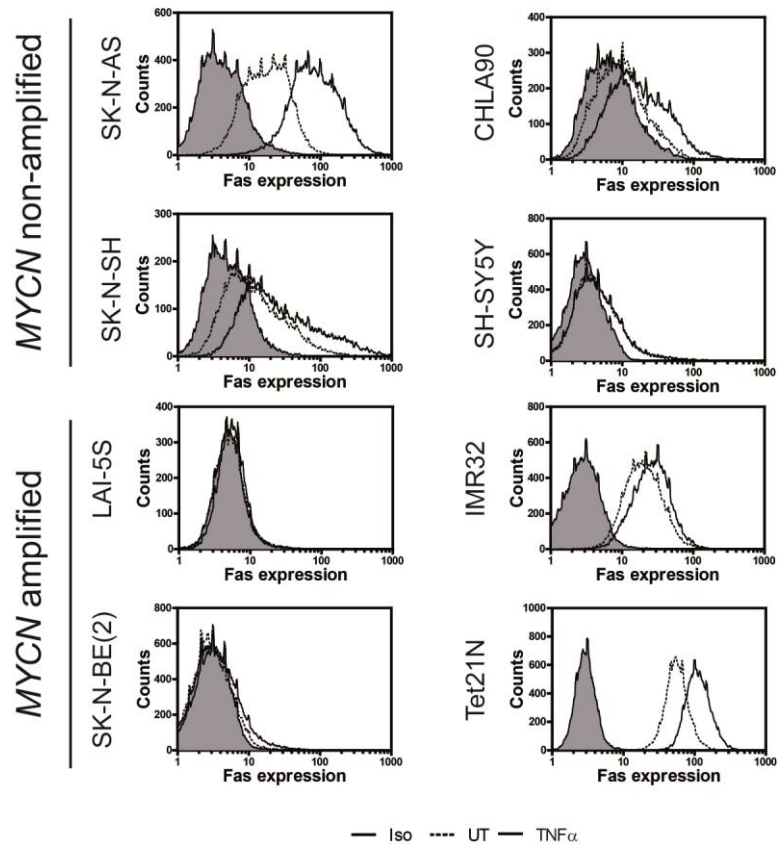 MYCN non-amplified
SK-N-AS
Counts
600
400
200
0
1 10 100 1000
Fas expression
CHLA90
Counts
400
300
200
100
0
1 10 100 1000
Fas expression
SK-N-SH
Counts
300
200
100
0
1 10 100 1000
Fas expression
SH-SY5Y
Counts
800
600
400
200
0
1 10 100 1000
Fas expression
MYCN amplified
LAI-5S
Counts
400
300
200
100
0
1 10 100 1000
Fas expression
IMR32
Counts
800
600
400
200
0
1 10 100 1000
Fas expression
SK-N-BE(2)
Counts
800
600
400
200
0
1 10 100 1000
Fas expression
Tet21N
Counts
1000
800
600
400
200
0
1 10 100 1000
Fas expression
Iso UT TNFα